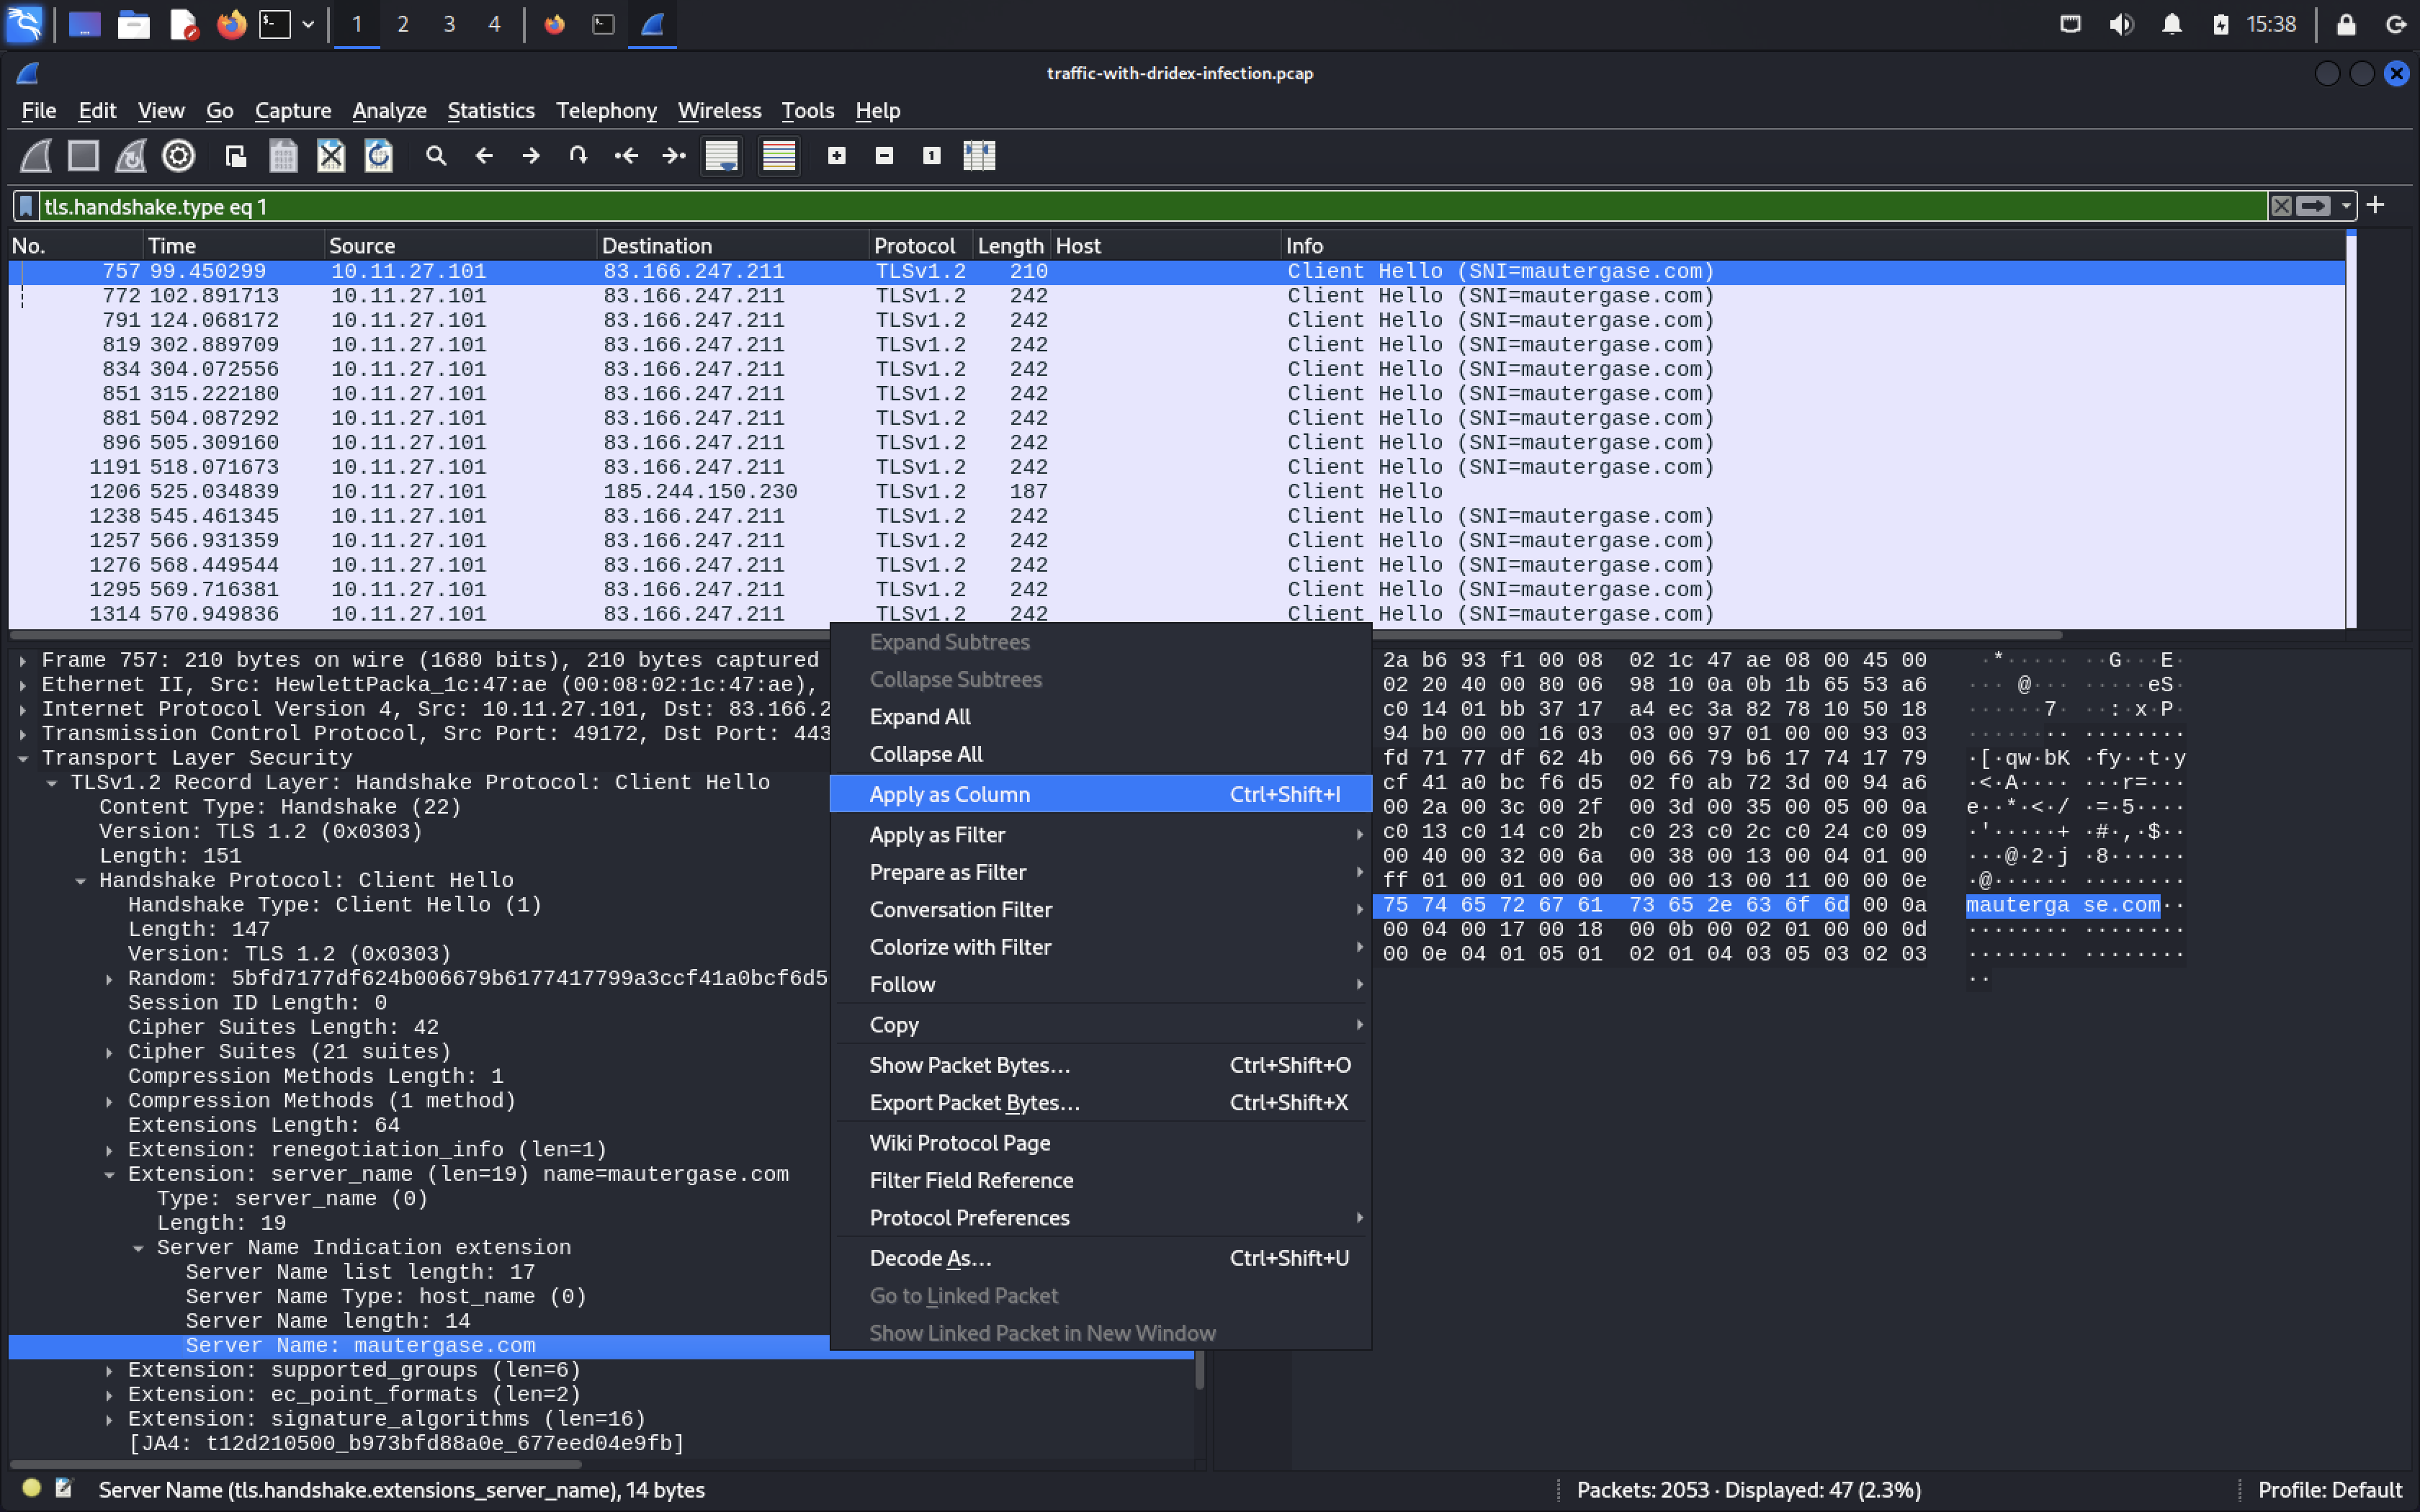 1 2 3 4 15:38
traffic-with-dridex-infection.pcap
File Edit View Go Capture Analyze Statistics Telephony Wireless Tools Help
tls.handshake.type eq 1
No. Time Source Destination Protocol Length Host Info
757 99.450299 10.11.27.101 83.166.247.211 TLSv1.2 210 Client Hello (SNI=mautergase.com)
772 102.891713 10.11.27.101 83.166.247.211 TLSv1.2 242 Client Hello (SNI=mautergase.com)
791 124.068172 10.11.27.101 83.166.247.211 TLSv1.2 242 Client Hello (SNI=mautergase.com)
819 302.889709 10.11.27.101 83.166.247.211 TLSv1.2 242 Client Hello (SNI=mautergase.com)
834 304.072556 10.11.27.101 83.166.247.211 TLSv1.2 242 Client Hello (SNI=mautergase.com)
851 315.222180 10.11.27.101 83.166.247.211 TLSv1.2 242 Client Hello (SNI=mautergase.com)
881 504.087292 10.11.27.101 83.166.247.211 TLSv1.2 242 Client Hello (SNI=mautergase.com)
896 505.309160 10.11.27.101 83.166.247.211 TLSv1.2 242 Client Hello (SNI=mautergase.com)
1191 518.071673 10.11.27.101 83.166.247.211 TLSv1.2 242 Client Hello (SNI=mautergase.com)
1206 525.034839 10.11.27.101 185.244.150.230 TLSv1.2 187 Client Hello
1238 545.461345 10.11.27.101 83.166.247.211 TLSv1.2 242 Client Hello (SNI=mautergase.com)
1257 566.931359 10.11.27.101 83.166.247.211 TLSv1.2 242 Client Hello (SNI=mautergase.com)
1276 568.449544 10.11.27.101 83.166.247.211 TLSv1.2 242 Client Hello (SNI=mautergase.com)
1295 569.716381 10.11.27.101 83.166.247.211 TLSv1.2 242 Client Hello (SNI=mautergase.com)
1314 570.949836 10.11.27.101 83.166.247.211 TLSv1.2 242 Client Hello (SNI=mautergase.com)
Frame 757: 210 bytes on wire (1680 bits), 210 bytes captured
Ethernet II, Src: HewlettPacka_1c:47:ae (00:08:02:1c:47:ae),
Internet Protocol Version 4, Src: 10.11.27.101, Dst: 83.166.2
Transmission Control Protocol, Src Port: 49172, Dst Port: 443
Transport Layer Security
TLSv1.2 Record Layer: Handshake Protocol: Client Hello
Content Type: Handshake (22)
Version: TLS 1.2 (0x0303)
Length: 151
Handshake Protocol: Client Hello
Handshake Type: Client Hello (1)
Length: 147
Version: TLS 1.2 (0x0303)
Random: 5bfd7177df624b006679b6177417799a3ccf41a0bcf6d5
Session ID Length: 0
Cipher Suites Length: 42
Cipher Suites (21 suites)
Compression Methods Length: 1
Compression Methods (1 method)
Extensions Length: 64
Extension: renegotiation_info (len=1)
Extension: server_name (len=19) name=mautergase.com
Type: server_name (0)
Length: 19
Server Name Indication extension
Server Name list length: 17
Server Name Type: host_name (0)
Server Name length: 14
Server Name: mautergase.com
Extension: supported_groups (len=6)
Extension: ec_point_formats (len=2)
Extension: signature_algorithms (len=16)
[JA4: t12d210500_b973bfd88a0e_677eed04e9fb]
Expand Subtrees
Collapse Subtrees
Expand All
Collapse All
Apply as Column Ctrl+Shift+I
Apply as Filter
Prepare as Filter
Conversation Filter
Colorize with Filter
Follow
Copy
Show Packet Bytes... Ctrl+Shift+O
Export Packet Bytes... Ctrl+Shift+X
Wiki Protocol Page
Filter Field Reference
Protocol Preferences
Decode As... Ctrl+Shift+U
Go to Linked Packet
Show Linked Packet in New Window
2a b6 93 f1 00 08 02 1c 47 ae 08 00 45 00 ·*····· ··G···E·
02 20 40 00 80 06 98 10 0a 0b 1b 65 53 a6 ··· @··· ·····eS·
c0 14 01 bb 37 17 a4 ec 3a 82 78 10 50 18 ······7· ··:·x·P·
94 b0 00 00 16 03 03 00 97 01 00 00 93 03 ········ ········
fd 71 77 df 62 4b 00 66 79 b6 17 74 17 79 ·[·qw·bK ·fy··t·y
cf 41 a0 bc f6 d5 02 f0 ab 72 3d 00 94 a6 ·<·A···· ···r=···
00 2a 00 3c 00 2f 00 3d 00 35 00 05 00 0a e··*·<·/ ·=·5····
c0 13 c0 14 c0 2b c0 23 c0 2c c0 24 c0 09 ·'·····+ ·#·,·$··
00 40 00 32 00 6a 00 38 00 13 00 04 01 00 ···@·2·j ·8······
ff 01 00 01 00 00 00 00 13 00 11 00 00 0e ·@······ ········
75 74 65 72 67 61 73 65 2e 63 6f 6d 00 0a mauterga se.com··
00 04 00 17 00 18 00 0b 00 02 01 00 00 0d ········ ········
00 0e 04 01 05 01 02 01 04 03 05 03 02 03 ········ ········
··
Server Name (tls.handshake.extensions_server_name), 14 bytes Packets: 2053 · Displayed: 47 (2.3%) Profile: Default